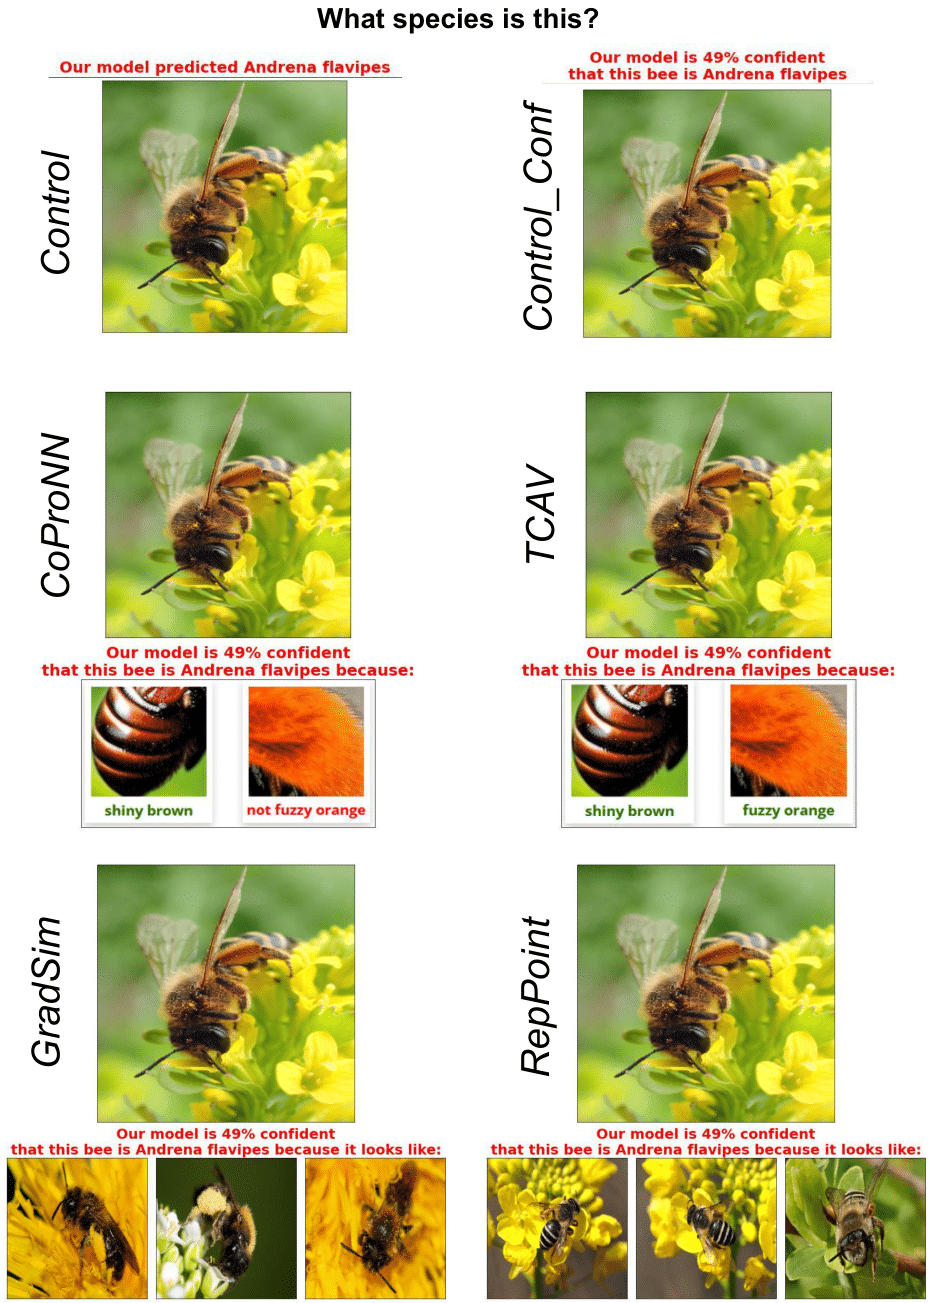 What species is this?
Our model predicted Andrena flavipes
Control
Our model is 49% confident
that this bee is Andrena flavipes
Control_Conf
CoProNN
Our model is 49% confident
that this bee is Andrena flavipes because:
shiny brown
not fuzzy orange
TCAV
Our model is 49% confident
that this bee is Andrena flavipes because:
shiny brown
fuzzy orange
GradSim
Our model is 49% confident
that this bee is Andrena flavipes because it looks like:
RepPoint
Our model is 49% confident
that this bee is Andrena flavipes because it looks like: